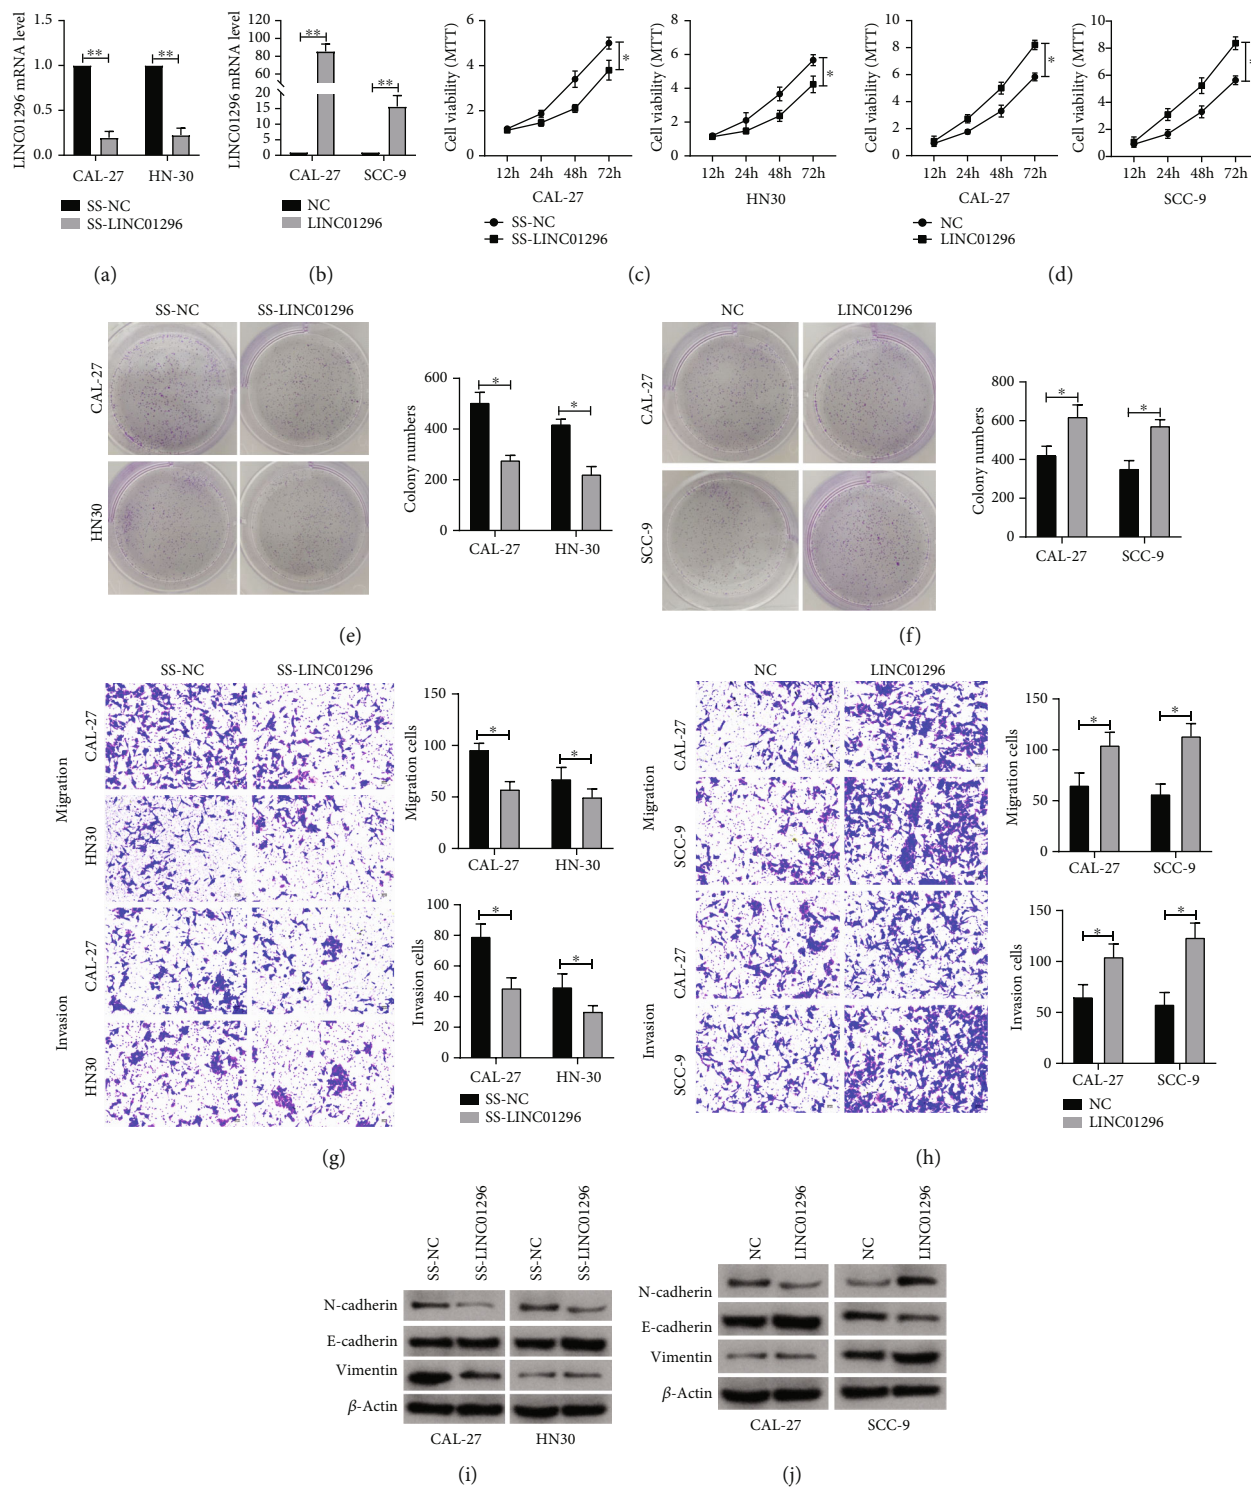 LINC01296 mRNA level
1.5
1.0
0.5
0.0
**
**
CAL-27 HN-30
SS-NC
SS-LINC01296
(a)
LINC01296 mRNA level
120
100
80
60
40
20
15
10
5
0
**
**
CAL-27 SCC-9
NC
LINC01296
(b)
Cell viability (MTT)
6
4
2
0
*
12h 24h 48h 72h
CAL-27
Cell viability (MTT)
8
6
4
2
0
*
12h 24h 48h 72h
HN30
SS-NC
SS-LINC01296
(c)
Cell viability (MTT)
10
8
6
4
2
0
*
12h 24h 48h 72h
CAL-27
Cell viability (MTT)
10
8
6
4
2
0
12h 24h 48h 72h
SCC-9
NC
LINC01296
(d)
SS-NC SS-LINC01296
CAL-27
HN30
Colony numbers
600
400
200
0
*
*
CAL-27 HN-30
(e)
NC LINC01296
CAL-27
SCC-9
Colony numbers
800
600
400
200
0
*
*
CAL-27 SCC-9
(f)
SS-NC SS-LINC01296
Migration
CAL-27
HN30
Invasion
CAL-27
HN30
Migration cells
150
100
50
0
*
*
CAL-27 HN-30
Invasion cells
100
80
60
40
20
0
*
*
CAL-27 HN-30
SS-NC
SS-LINC01296
(g)
NC LINC01296
Migration
CAL-27
SCC-9
Invasion
CAL-27
SCC-9
Migration cells
150
100
50
0
*
*
CAL-27 SCC-9
Invasion cells
150
100
50
0
*
*
CAL-27 SCC-9
NC
LINC01296
(h)
SS-NC SS-LINC01296 SS-NC SS-LINC01296
N-cadherin
E-cadherin
Vimentin
β-Actin
CAL-27 HN30
(i)
NC LINC01296 NC LINC01296
N-cadherin
E-cadherin
Vimentin
β-Actin
CAL-27 SCC-9
(j)